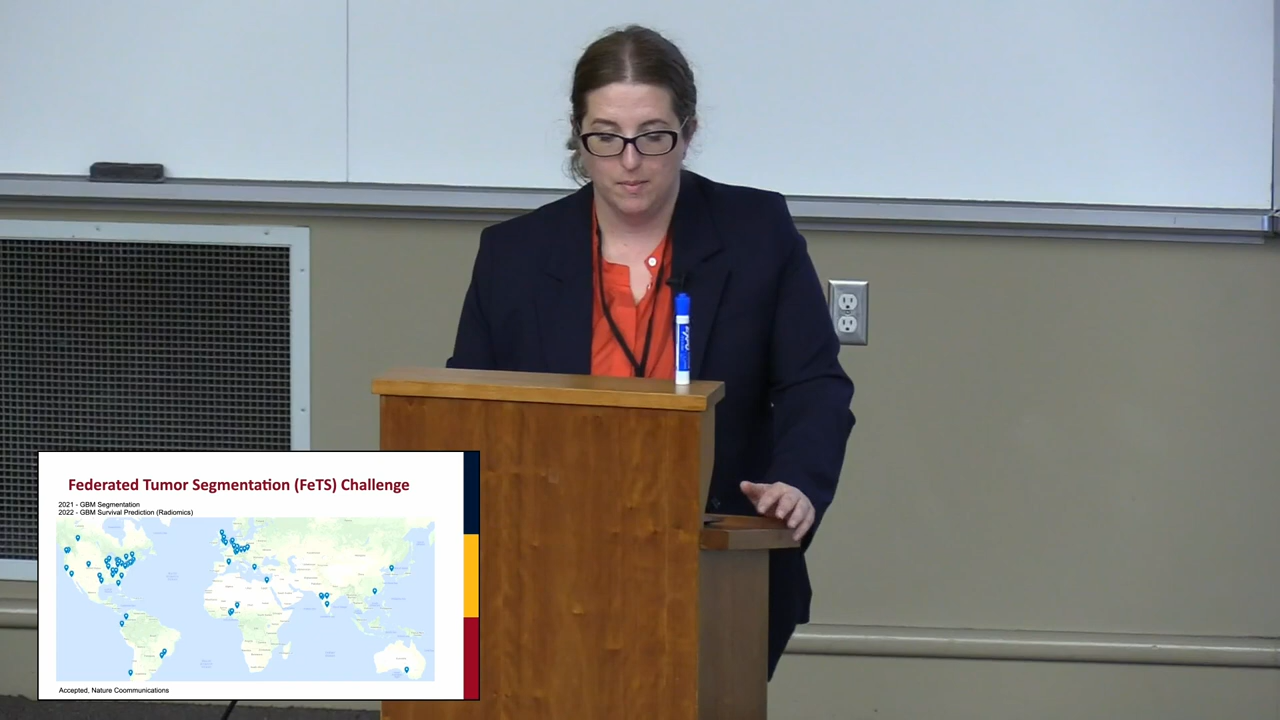 Federated Tumor Segmentation (FeTS) Challenge
2021 - GBM Segmentation
2022 - GBM Survival Prediction (Radiomics)
Accepted, Nature Coommunications